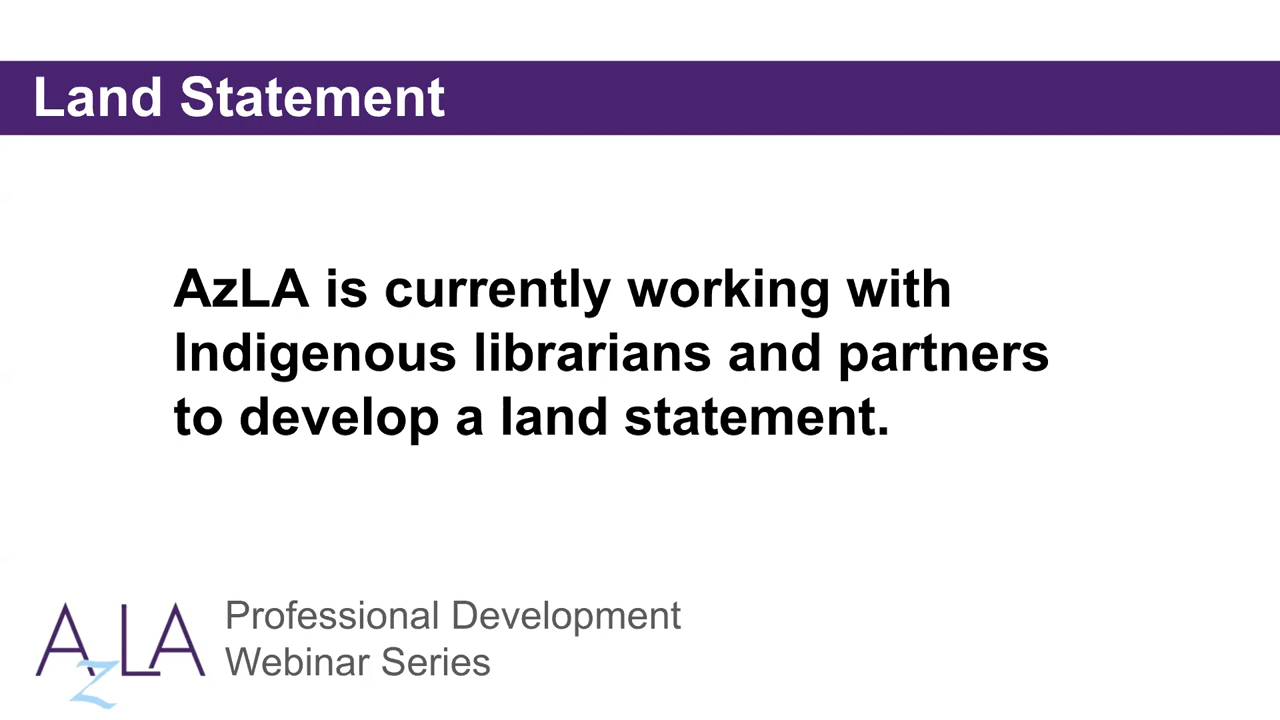 Land Statement
AzLA is currently working with
Indigenous librarians and partners
to develop a land statement.
AzLA
Professional Development
Webinar Series